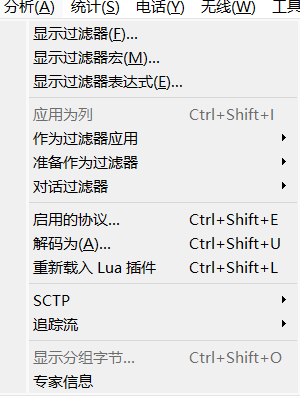 分析(A) 统计(S) 电话(Y) 无线(W) 工具
显示过滤器(F)...
显示过滤器宏(M)...
显示过滤器表达式(E)...
应用为列 Ctrl+Shift+I
作为过滤器应用
准备作为过滤器
对话过滤器
启用的协议... Ctrl+Shift+E
解码为(A)... Ctrl+Shift+U
重新载入 Lua 插件 Ctrl+Shift+L
SCTP
追踪流
显示分组字节... Ctrl+Shift+O
专家信息